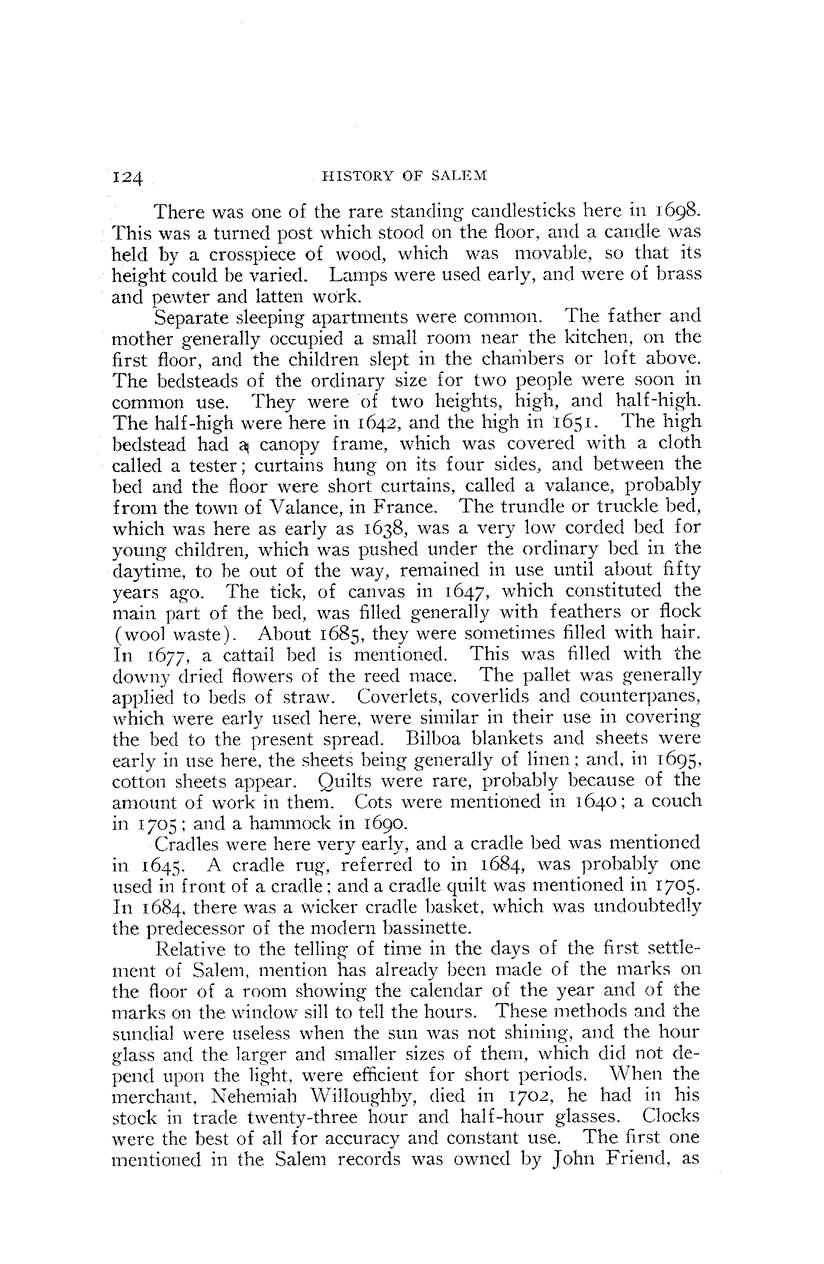 124 HISTORY OF SALEM
There was one of the rare standing candlesticks here in 1698.
This was a turned post which stood on the floor, and a candle was
held by a crosspiece of wood, which was movable, so that its
height could be varied. Lamps were used early, and were of brass
and pewter and latten work.
Separate sleeping apartments were common. The father and
mother generally occupied a small room near the kitchen, on the
first floor, and the children slept in the chambers or loft above.
The bedsteads of the ordinary size for two people were soon in
common use. They were of two heights, high, and half-high.
The half-high were here in 1642, and the high in 1651. The high
bedstead had a canopy frame, which was covered with a cloth
called a tester; curtains hung on its four sides, and between the
bed and the floor were short curtains, called a valance, probably
from the town of Valance, in France. The trundle or truckle bed,
which was here as early as 1638, was a very low corded bed for
young children, which was pushed under the ordinary bed in the
daytime, to be out of the way, remained in use until about fifty
years ago. The tick, of canvas in 1647, which constituted the
main part of the bed, was filled generally with feathers or flock
(wool waste). About 1685, they were sometimes filled with hair.
In 1677, a cattail bed is mentioned. This was filled with the
downy dried flowers of the reed mace. The pallet was generally
applied to beds of straw. Coverlets, coverlids and counterpanes,
which were early used here, were similar in their use in covering
the bed to the present spread. Bilboa blankets and sheets were
early in use here, the sheets being generally of linen; and, in 1695,
cotton sheets appear. Quilts were rare, probably because of the
amount of work in them. Cots were mentioned in 1640; a couch
in 1705; and a hammock in 1690.
Cradles were here very early, and a cradle bed was mentioned
in 1645. A cradle rug, referred to in 1684, was probably one
used in front of a cradle; and a cradle quilt was mentioned in 1705.
In 1684, there was a wicker cradle basket, which was undoubtedly
the predecessor of the modern bassinette.
Relative to the telling of time in the days of the first settle-
ment of Salem, mention has already been made of the marks on
the floor of a room showing the calendar of the year and of the
marks on the window sill to tell the hours. These methods and the
sundial were useless when the sun was not shining, and the hour
glass and the larger and smaller sizes of them, which did not de-
pend upon the light, were efficient for short periods. When the
merchant, Nehemiah Willoughby, died in 1702, he had in his
stock in trade twenty-three hour and half-hour glasses. Clocks
were the best of all for accuracy and constant use. The first one
mentioned in the Salem records was owned by John Friend, as